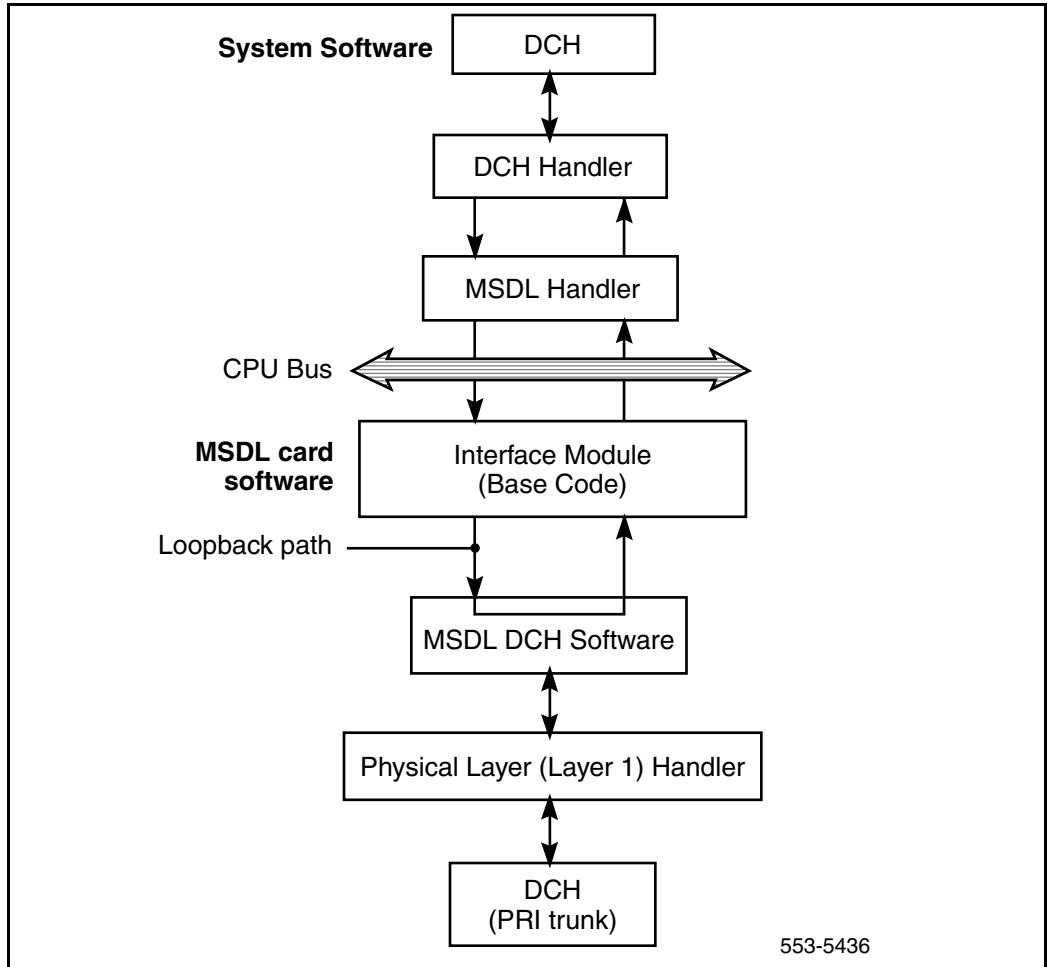 System Software
DCH
DCH Handler
MSDL Handler
CPU Bus
MSDL card
software
Interface Module
(Base Code)
Loopback path
MSDL DCH Software
Physical Layer (Layer 1) Handler
DCH
(PRI trunk)
553-5436